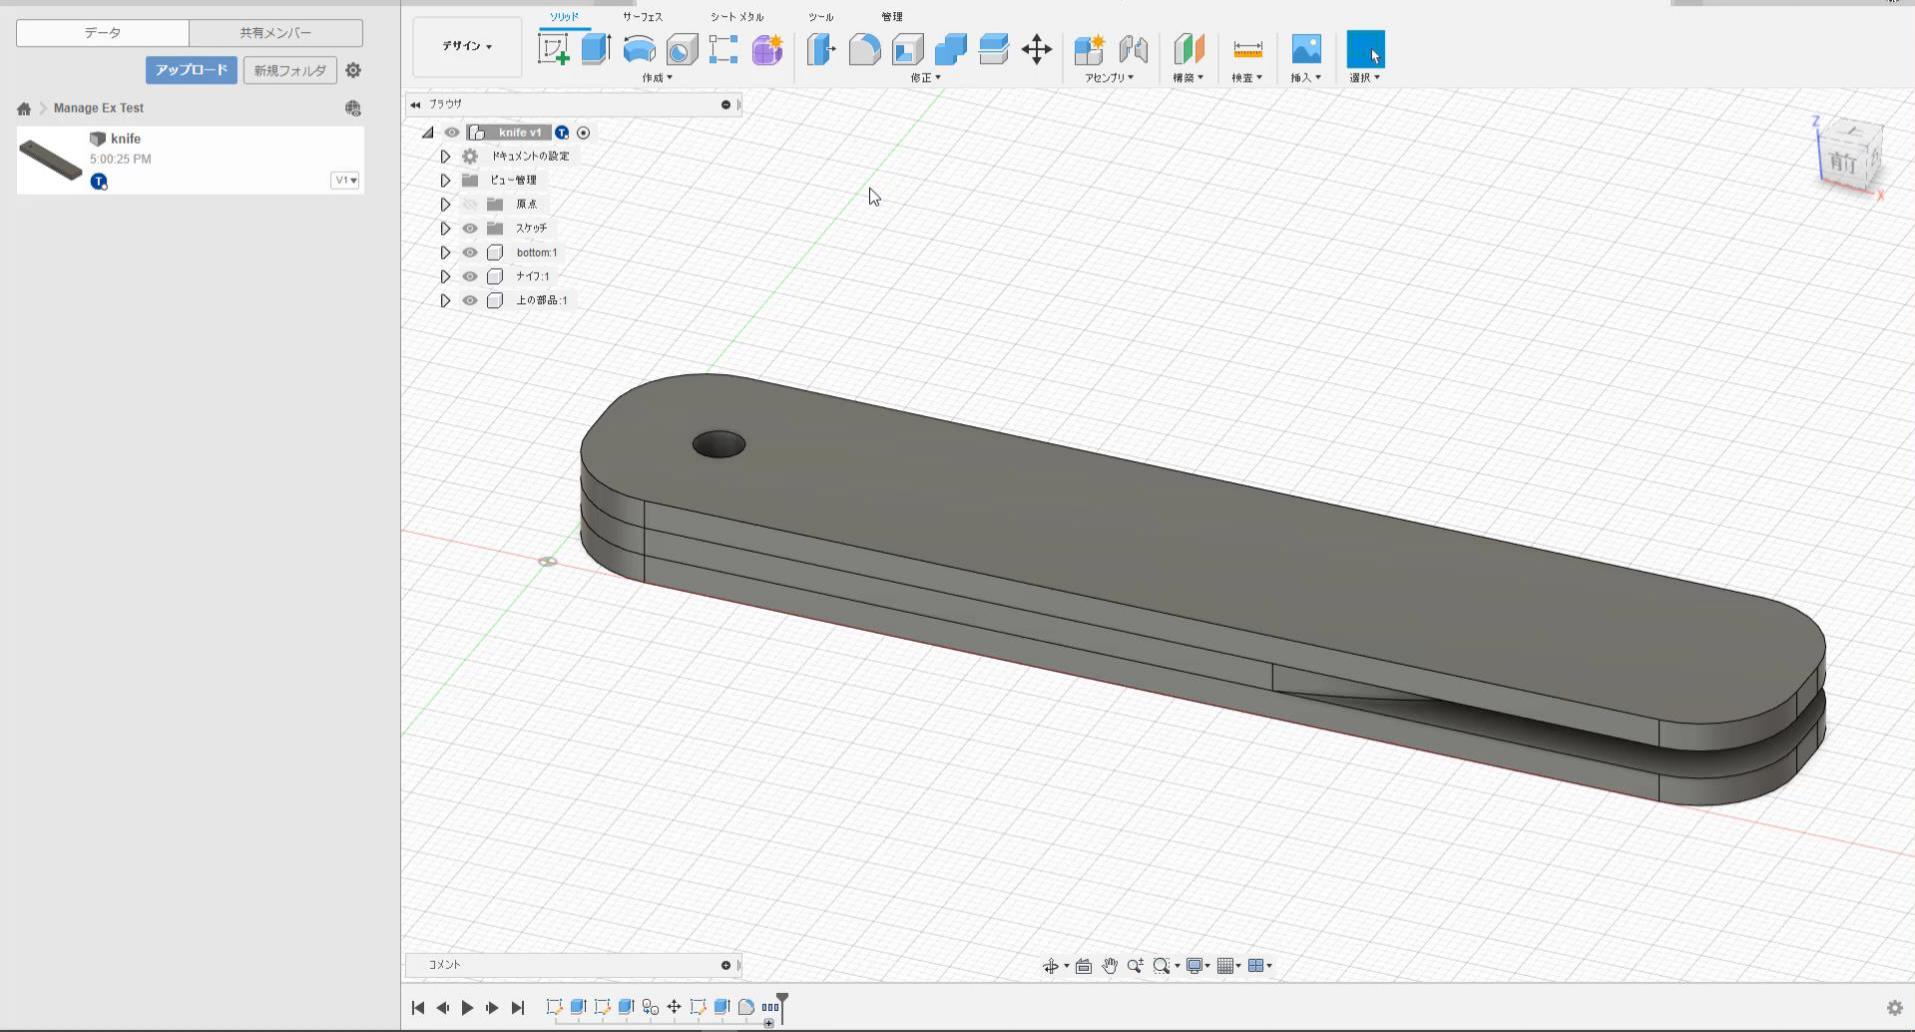 データ
共有メンバー
アップロード
新規フォルダ
Manage Ex Test
knife
5:00:25 PM
T
V1
デザイン
ソリッド
サーフェス
シート メタル
ツール
管理
作成
修正
アセンブリ
構築
検査
挿入
選択
ブラウザ
knife v1
T
ドキュメントの設定
ビュー管理
原点
スケッチ
bottom:1
ナイフ:1
上の部品:1
Z
上
前
X
コメント